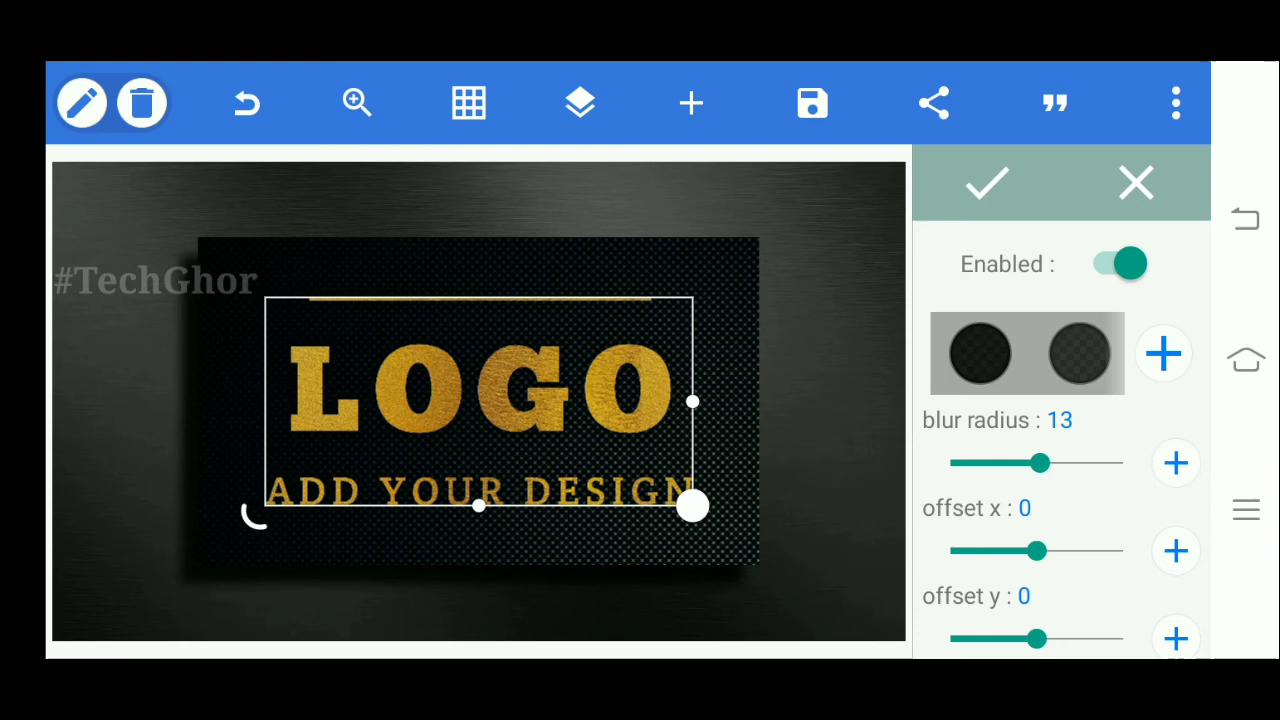 Enabled :
#TechGhor
LOGO
ADD YOUR DESIGN
blur radius : 13
offset x : 0
offset y : 0